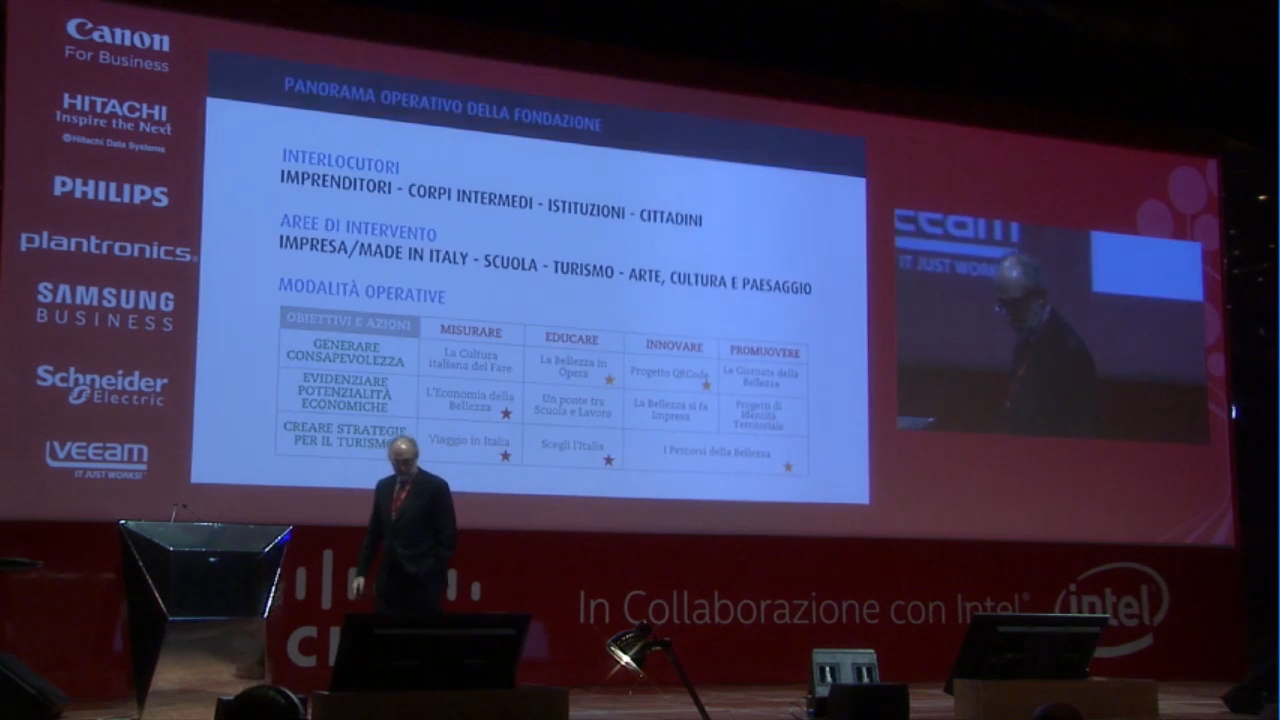 Canon
For Business
HITACHI
Inspire the Next
@Hitachi Data Systems
PHILIPS
plantronics.
SAMSUNG
BUSINESS
Schneider
Electric
VEEAM
IT JUST WORKS!
PANORAMA OPERATIVO DELLA FONDAZIONE
INTERLOCUTORI
IMPRENDITORI - CORPI INTERMEDI - ISTITUZIONI - CITTADINI
AREE DI INTERVENTO
IMPRESA/MADE IN ITALY - SCUOLA - TURISMO - ARTE, CULTURA E PAESAGGIO
MODALITÀ OPERATIVE
OBIETTIVI E AZIONI
MISURARE
EDUCARE
INNOVARE
PROMUOVERE
GENERARE
CONSAPEVOLEZZA
La Cultura
italiana del Fare
La Bellezza in
Opera
Progetto QRCode
Le Giornate della
Bellezza
EVIDENZIARE
POTENZIALITÀ
ECONOMICHE
L'Economia della
Bellezza
Un ponte tra
Scuola e Lavoro
La Bellezza si fa
Impresa
Progetti di
Identità
Territoriale
CREARE STRATEGIE
PER IL TURISMO
Viaggio in Italia
Scegli l'Italia
I Percorsi della Bellezza
veeam
IT JUST WORK
In Collaborazione con Intel®
intel
CI